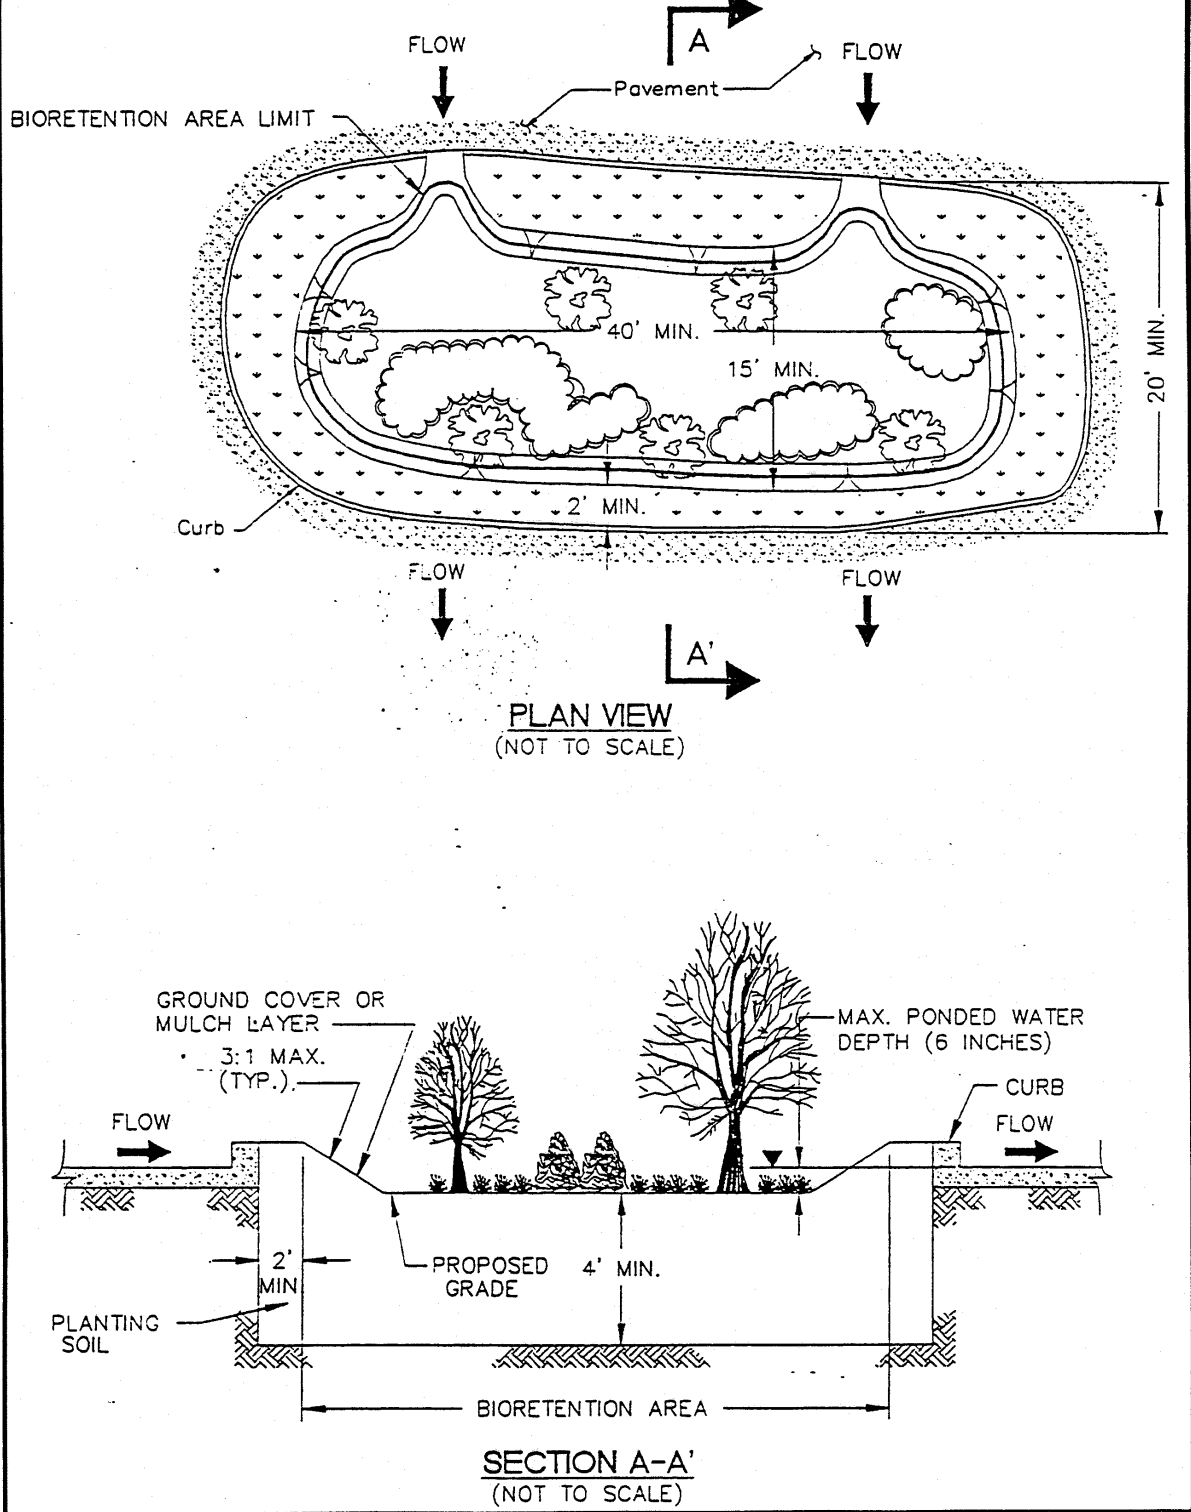 A
FLOW
FLOW
Pavement
BIORETENTION AREA LIMIT
40' MIN.
15' MIN.
20' MIN.
2' MIN.
Curb
FLOW
FLOW
A'
PLAN VIEW
(NOT TO SCALE)
GROUND COVER OR
MULCH LAYER
3:1 MAX.
(TYP.)
MAX. PONDED WATER
DEPTH (6 INCHES)
CURB
FLOW
FLOW
2'
MIN
PROPOSED
GRADE
4' MIN.
PLANTING
SOIL
BIORETENTION AREA
SECTION A-A'
(NOT TO SCALE)